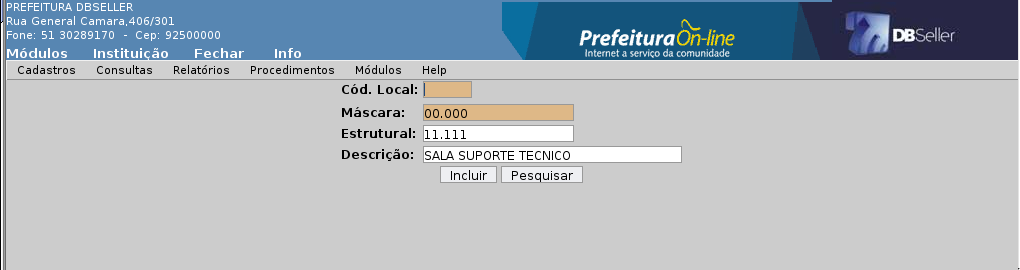 PREFEITURA DBSELLER
Rua General Camara,406/301
Fone: 51 30289170 - Cep: 92500000
Prefeitura On-line
Internet a serviço da comunidade
DBSeller
Módulos Instituição Fechar Info
Cadastros Consultas Relatórios Procedimentos Módulos Help
Cód. Local:
Máscara: 00.000
Estrutural: 11.111
Descrição: SALA SUPORTE TECNICO
Incluir Pesquisar